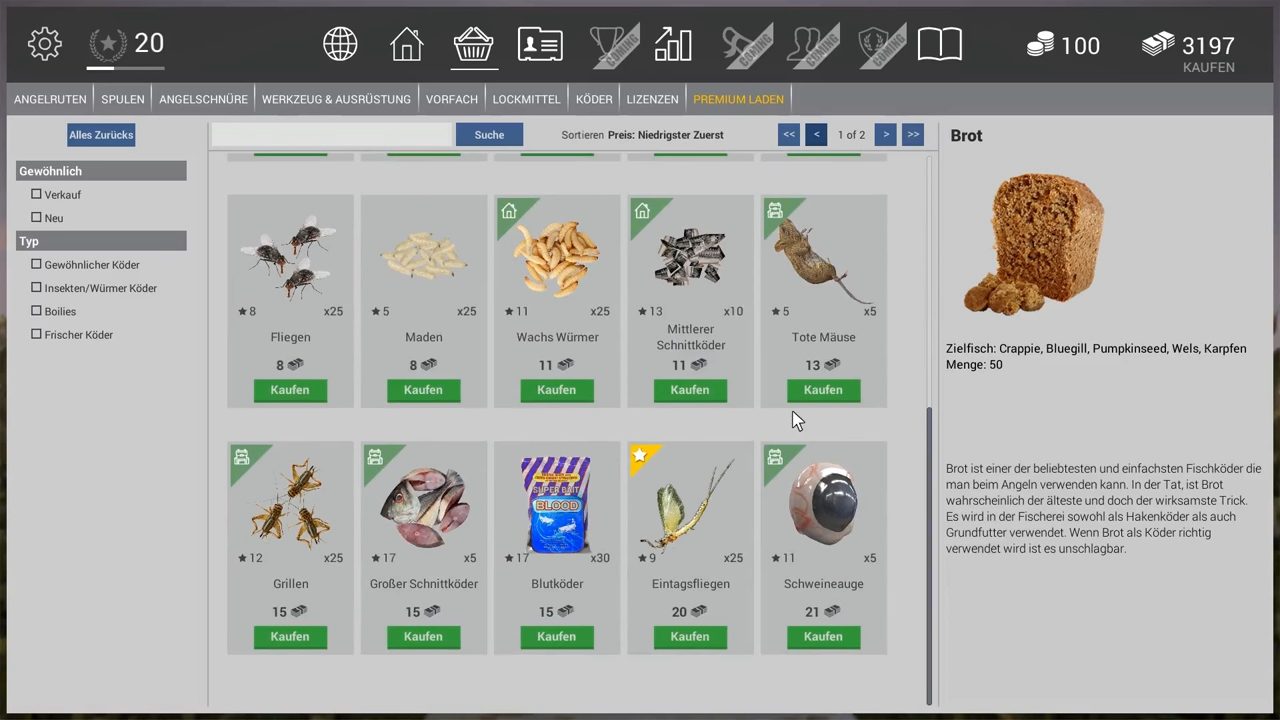 20
COMING
COMING
COMING
COMING
100
3197
KAUFEN
ANGELRUTEN
SPULEN
ANGELSCHNÜRE
WERKZEUG & AUSRÜSTUNG
VORFACH
LOCKMITTEL
KÖDER
LIZENZEN
PREMIUM LADEN
Alles Zurücks
Suche
Sortieren Preis: Niedrigster Zuerst
<<
<
1 of 2
>
>>
Gewöhnlich
Verkauf
Neu
Typ
Gewöhnlicher Köder
Insekten/Würmer Köder
Boilies
Frischer Köder
8 x25
Fliegen
8
Kaufen
5 x25
Maden
8
Kaufen
11 x25
Wachs Würmer
11
Kaufen
13 x10
Mittlerer
Schnittköder
11
Kaufen
5 x5
Tote Mäuse
13
Kaufen
12 x25
Grillen
15
Kaufen
17 x5
Großer Schnittköder
15
Kaufen
SUPER BAIT
BLOOD
17 x30
Blutköder
15
Kaufen
9 x25
Eintagsfliegen
20
Kaufen
11 x5
Schweineauge
21
Kaufen
Brot
Zielfisch: Crappie, Bluegill, Pumpkinseed, Wels, Karpfen
Menge: 50
Brot ist einer der beliebtesten und einfachsten Fischköder die
man beim Angeln verwenden kann. In der Tat, ist Brot
wahrscheinlich der älteste und doch der wirksamste Trick.
Es wird in der Fischerei sowohl als Hakenköder als auch
Grundfutter verwendet. Wenn Brot als Köder richtig
verwendet wird ist es unschlagbar.